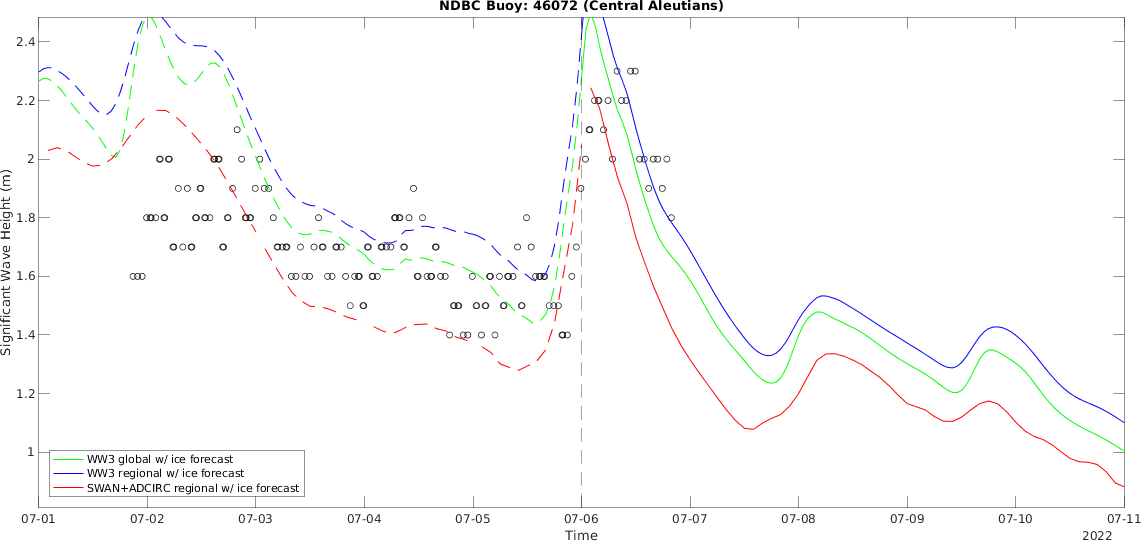 NDBC Buoy: 46072 (Central Aleutians)
Significant Wave Height (m)
2.4
2.2
2
1.8
1.6
1.4
1.2
1
WW3 global w/ ice forecast
WW3 regional w/ ice forecast
SWAN+ADCIRC regional w/ ice forecast
07-01 07-02 07-03 07-04 07-05 07-06 07-07 07-08 07-09 07-10 07-11
Time
2022